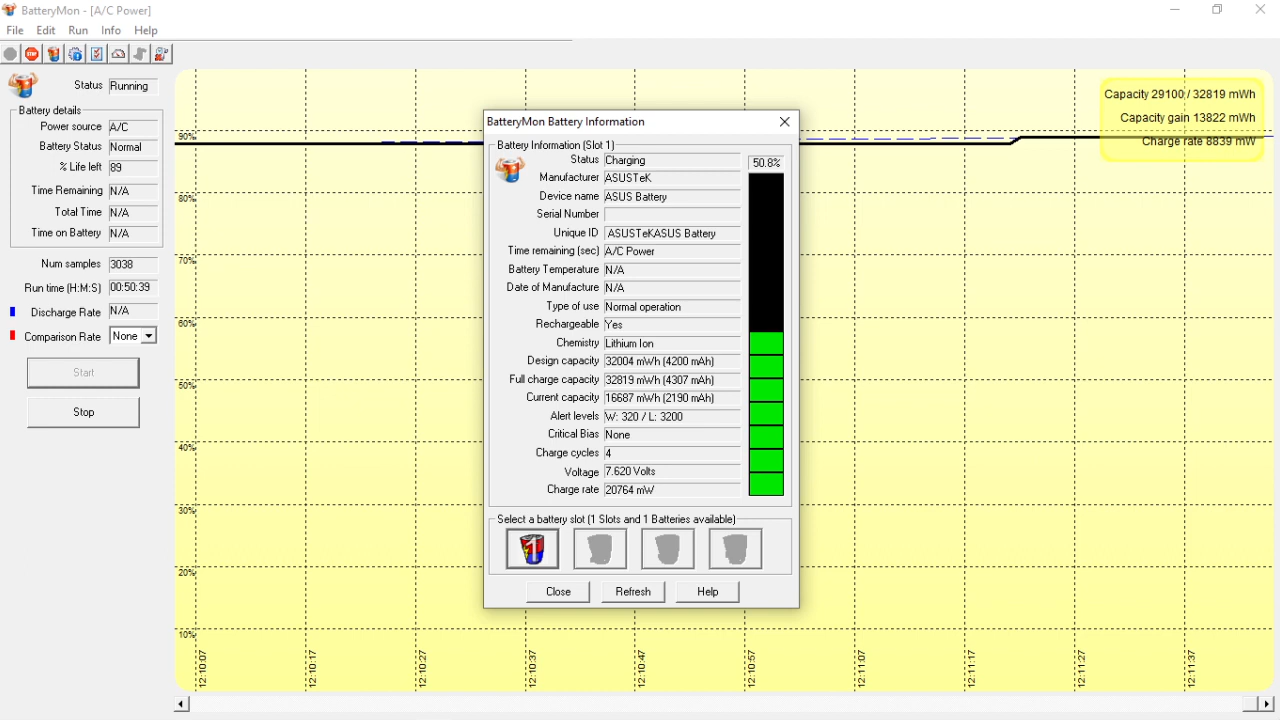 BatteryMon - [A/C Power]
File Edit Run Info Help
Status Running
Battery details
Power source A/C
Battery Status Normal
% Life left 89
Time Remaining N/A
Total Time N/A
Time on Battery N/A
Num samples 3038
Run time (H:M:S) 00:50:39
Discharge Rate N/A
Comparison Rate None
Start
Stop
90%
80%
70%
60%
50%
40%
30%
20%
10%
12:10:07
12:10:17
12:10:27
12:10:37
12:10:47
12:10:57
12:11:07
12:11:17
12:11:27
12:11:37
Capacity 29100 / 32819 mWh
Capacity gain 13822 mWh
Charge rate 8839 mW
BatteryMon Battery Information
Battery Information (Slot 1)
Status Charging
50.8%
Manufacturer ASUSTeK
Device name ASUS Battery
Serial Number
Unique ID ASUSTeKASUS Battery
Time remaining (sec) A/C Power
Battery Temperature N/A
Date of Manufacture N/A
Type of use Normal operation
Rechargeable Yes
Chemistry Lithium Ion
Design capacity 32004 mWh (4200 mAh)
Full charge capacity 32819 mWh (4307 mAh)
Current capacity 16687 mWh (2190 mAh)
Alert levels W: 320 / L: 3200
Critical Bias None
Charge cycles 4
Voltage 7.620 Volts
Charge rate 20764 mW
Select a battery slot (1 Slots and 1 Batteries available)
1
Close Refresh Help